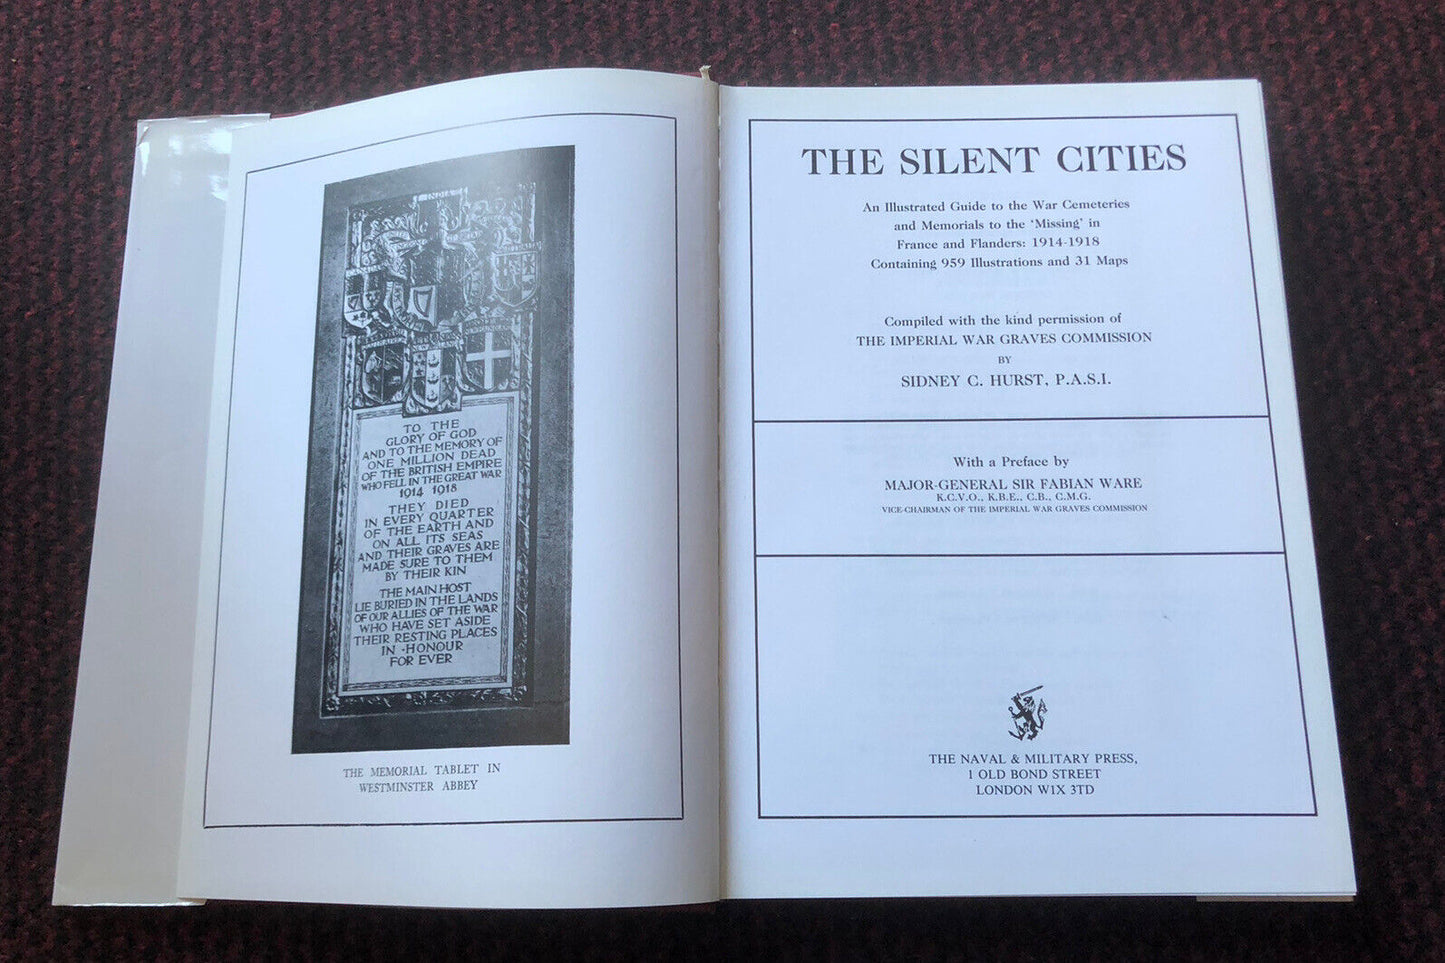 INDIA
TO THE
GLORY OF GOD
AND TO THE MEMORY OF
ONE MILLION DEAD
OF THE BRITISH EMPIRE
WHO FELL IN THE GREAT WAR
1914 1918
THEY DIED
IN EVERY QUARTER
OF THE EARTH AND
ON ALL ITS SEAS
AND THEIR GRAVES ARE
MADE SURE TO THEM
BY THEIR KIN
THE MAIN HOST
LIE BURIED IN THE LANDS
OF OUR ALLIES OF THE WAR
WHO HAVE SET ASIDE
THEIR RESTING PLACES
IN ·HONOUR
FOR EVER
THE MEMORIAL TABLET IN
WESTMINSTER ABBEY
THE SILENT CITIES
An Illustrated Guide to the War Cemeteries
and Memorials to the ‘Missing’ in
France and Flanders: 1914-1918
Containing 959 Illustrations and 31 Maps
Compiled with the kind permission of
THE IMPERIAL WAR GRAVES COMMISSION
BY
SIDNEY C. HURST, P.A.S.I.
With a Preface by
MAJOR-GENERAL SIR FABIAN WARE
K.C.V.O., K.B.E., C.B., C.M.G.
VICE-CHAIRMAN OF THE IMPERIAL WAR GRAVES COMMISSION
THE NAVAL & MILITARY PRESS,
1 OLD BOND STREET
LONDON W1X 3TD